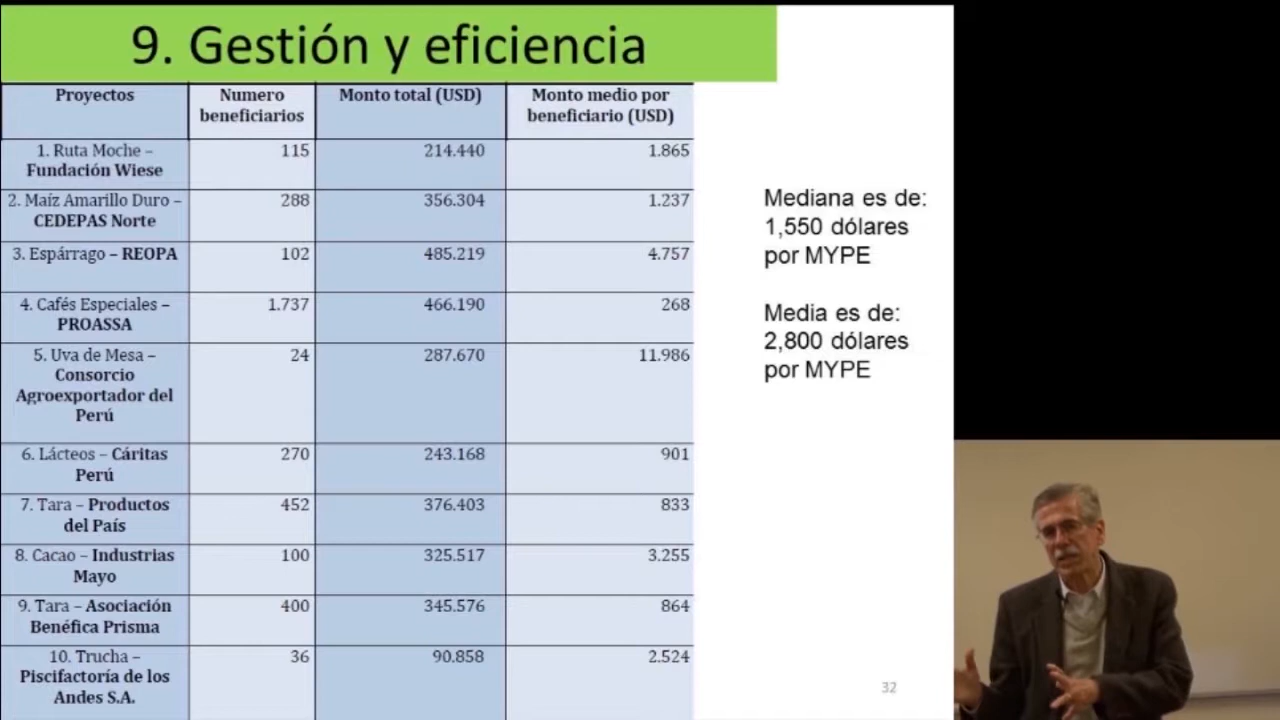 9. Gestión y eficiencia
Proyectos
Numero
beneficiarios
Monto total (USD)
Monto medio por
beneficiario (USD)
1. Ruta Moche –
Fundación Wiese
115
214.440
1.865
2. Maíz Amarillo Duro –
CEDEPAS Norte
288
356.304
1.237
3. Espárrago – REOPA
102
485.219
4.757
4. Cafés Especiales –
PROASSA
1.737
466.190
268
5. Uva de Mesa –
Consorcio
Agroexportador del
Perú
24
287.670
11.986
6. Lácteos – Cáritas
Perú
270
243.168
901
7. Tara – Productos
del País
452
376.403
833
8. Cacao – Industrias
Mayo
100
325.517
3.255
9. Tara – Asociación
Benéfica Prisma
400
345.576
864
10. Trucha –
Piscifactoría de los
Andes S.A.
36
90.858
2.524
Mediana es de:
1,550 dólares
por MYPE
Media es de:
2,800 dólares
por MYPE
32